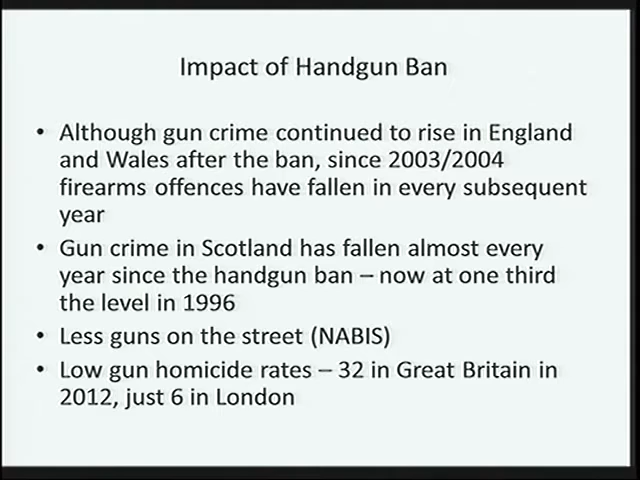 Impact of Handgun Ban
• Although gun crime continued to rise in England
and Wales after the ban, since 2003/2004
firearms offences have fallen in every subsequent
year
• Gun crime in Scotland has fallen almost every
year since the handgun ban – now at one third
the level in 1996
• Less guns on the street (NABIS)
• Low gun homicide rates – 32 in Great Britain in
2012, just 6 in London